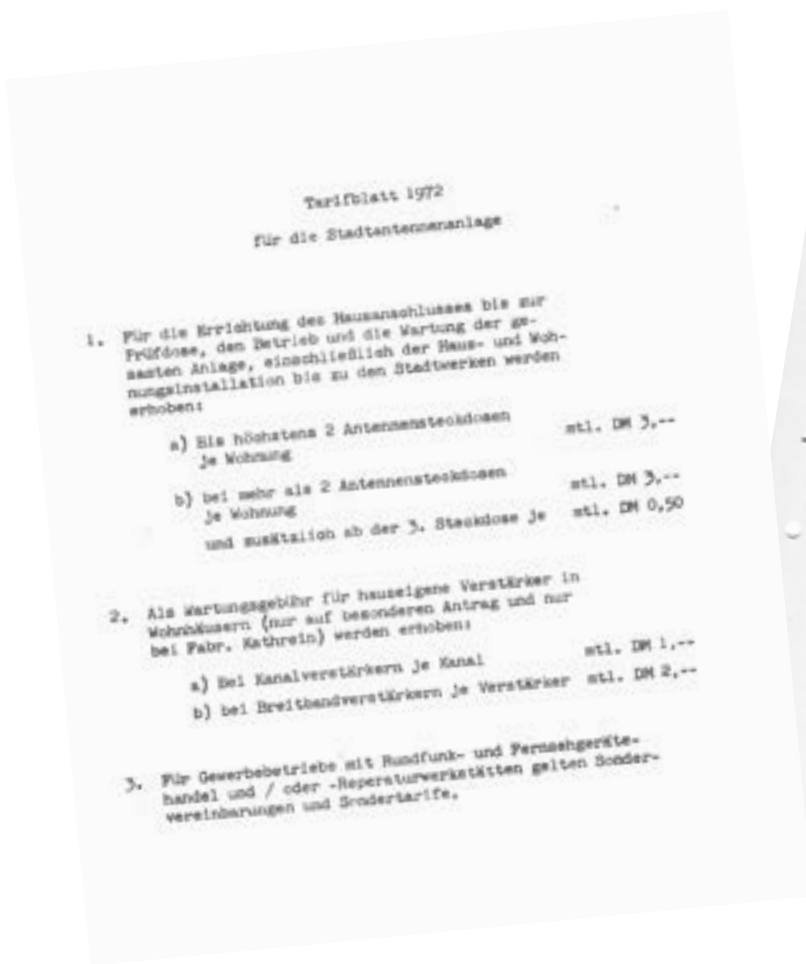 Tarifblatt 1972
für die Stadtantennenanlage
1. Für die Errichtung des Hausanschlusses bis zur
Prüfdose, den Betrieb und die Wartung der ge-
samten Anlage, einschließlich der Haus- und Woh-
nungsinstallation bis zu den Stadtwerken werden
erhoben:
a) Bis höchstens 2 Antennensteckdosen
je Wohnung mtl. DM 3,--
b) bei mehr als 2 Antennensteckdosen
je Wohnung mtl. DM 3,--
und zusätzlich ab der 3. Steckdose je mtl. DM 0,50
2. Als Wartungsgebühr für hauseigene Verstärker in
Wohnhäusern (nur auf besonderen Antrag und nur
bei Fabr. Kathrein) werden erhoben:
a) Bei Kanalverstärkern je Kanal mtl. DM 1,--
b) bei Breitbandverstärkern je Verstärker mtl. DM 2,--
3. Für Gewerbebetriebe mit Rundfunk- und Fernsehgeräte-
handel und / oder -Reperaturwerkstätten gelten Sonder-
vereinbarungen und Sondertarife.